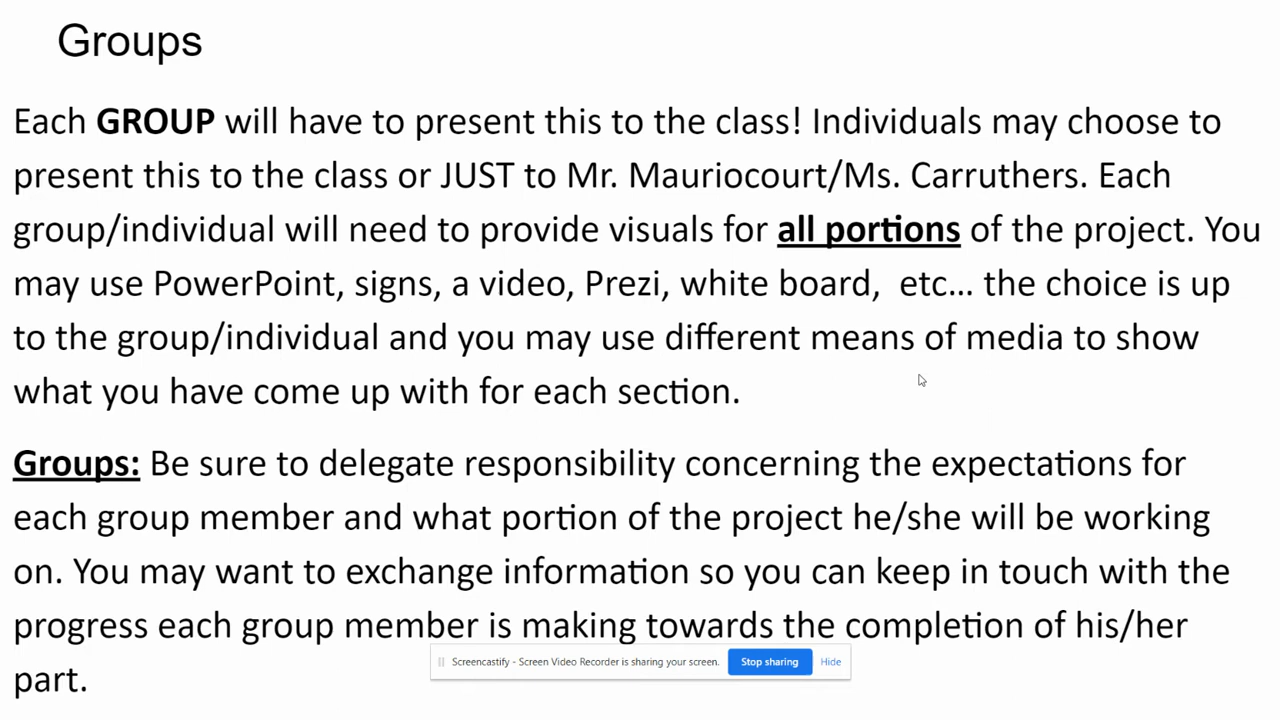 Groups
Each GROUP will have to present this to the class! Individuals may choose to
present this to the class or JUST to Mr. Mauriocourt/Ms. Carruthers. Each
group/individual will need to provide visuals for all portions of the project. You
may use PowerPoint, signs, a video, Prezi, white board,  etc… the choice is up
to the group/individual and you may use different means of media to show
what you have come up with for each section.
Groups: Be sure to delegate responsibility concerning the expectations for
each group member and what portion of the project he/she will be working
on. You may want to exchange information so you can keep in touch with the
progress each group member is making towards the completion of his/her
part.
Screencastify - Screen Video Recorder is sharing your screen. Stop sharing Hide